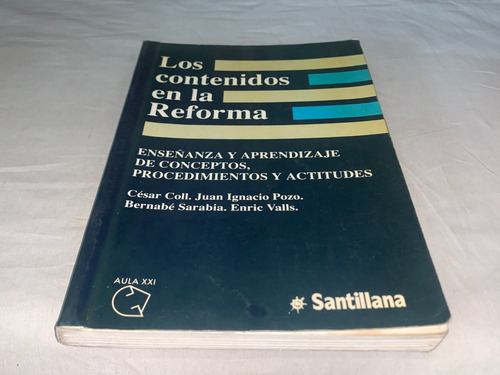 Los
contenidos
en la
Reforma
ENSEÑANZA Y APRENDIZAJE
DE CONCEPTOS,
PROCEDIMIENTOS Y ACTITUDES
César Coll. Juan Ignacio Pozo.
Bernabé Sarabia. Enric Valls.
AULA XXI
Santillana